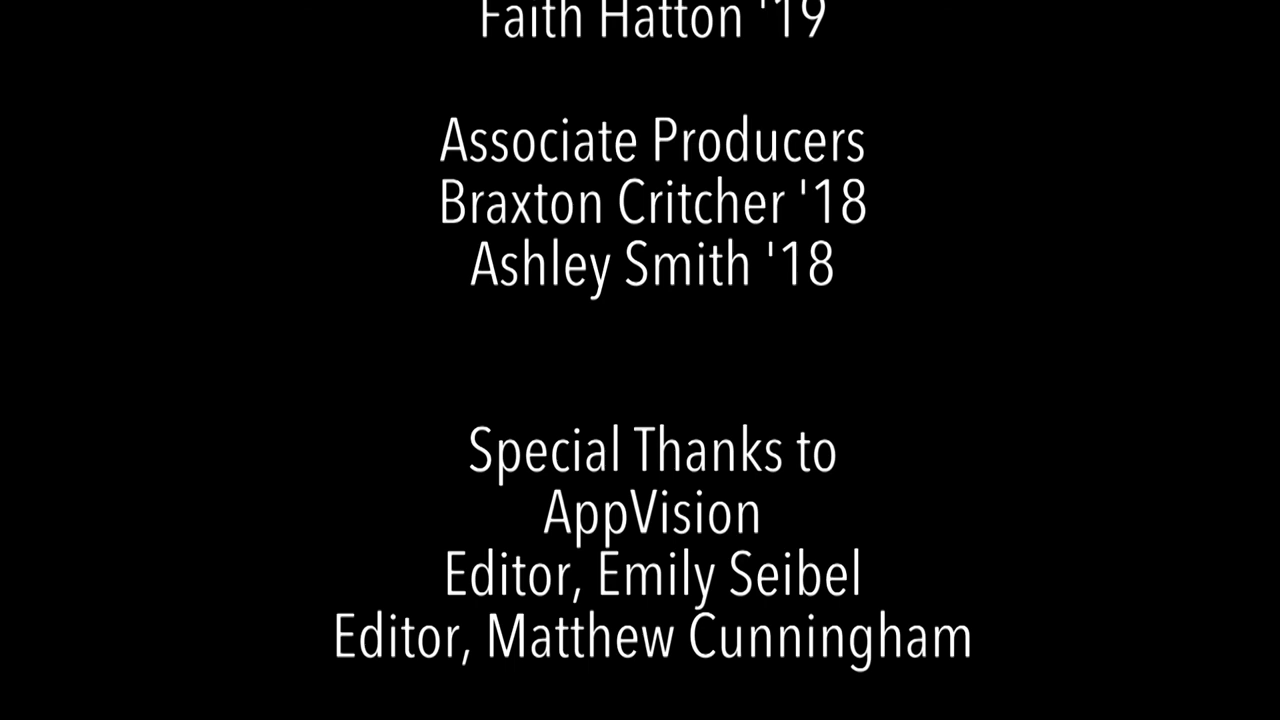 Faith Hatton '19
Associate Producers
Braxton Critcher '18
Ashley Smith '18
Special Thanks to
AppVision
Editor, Emily Seibel
Editor, Matthew Cunningham